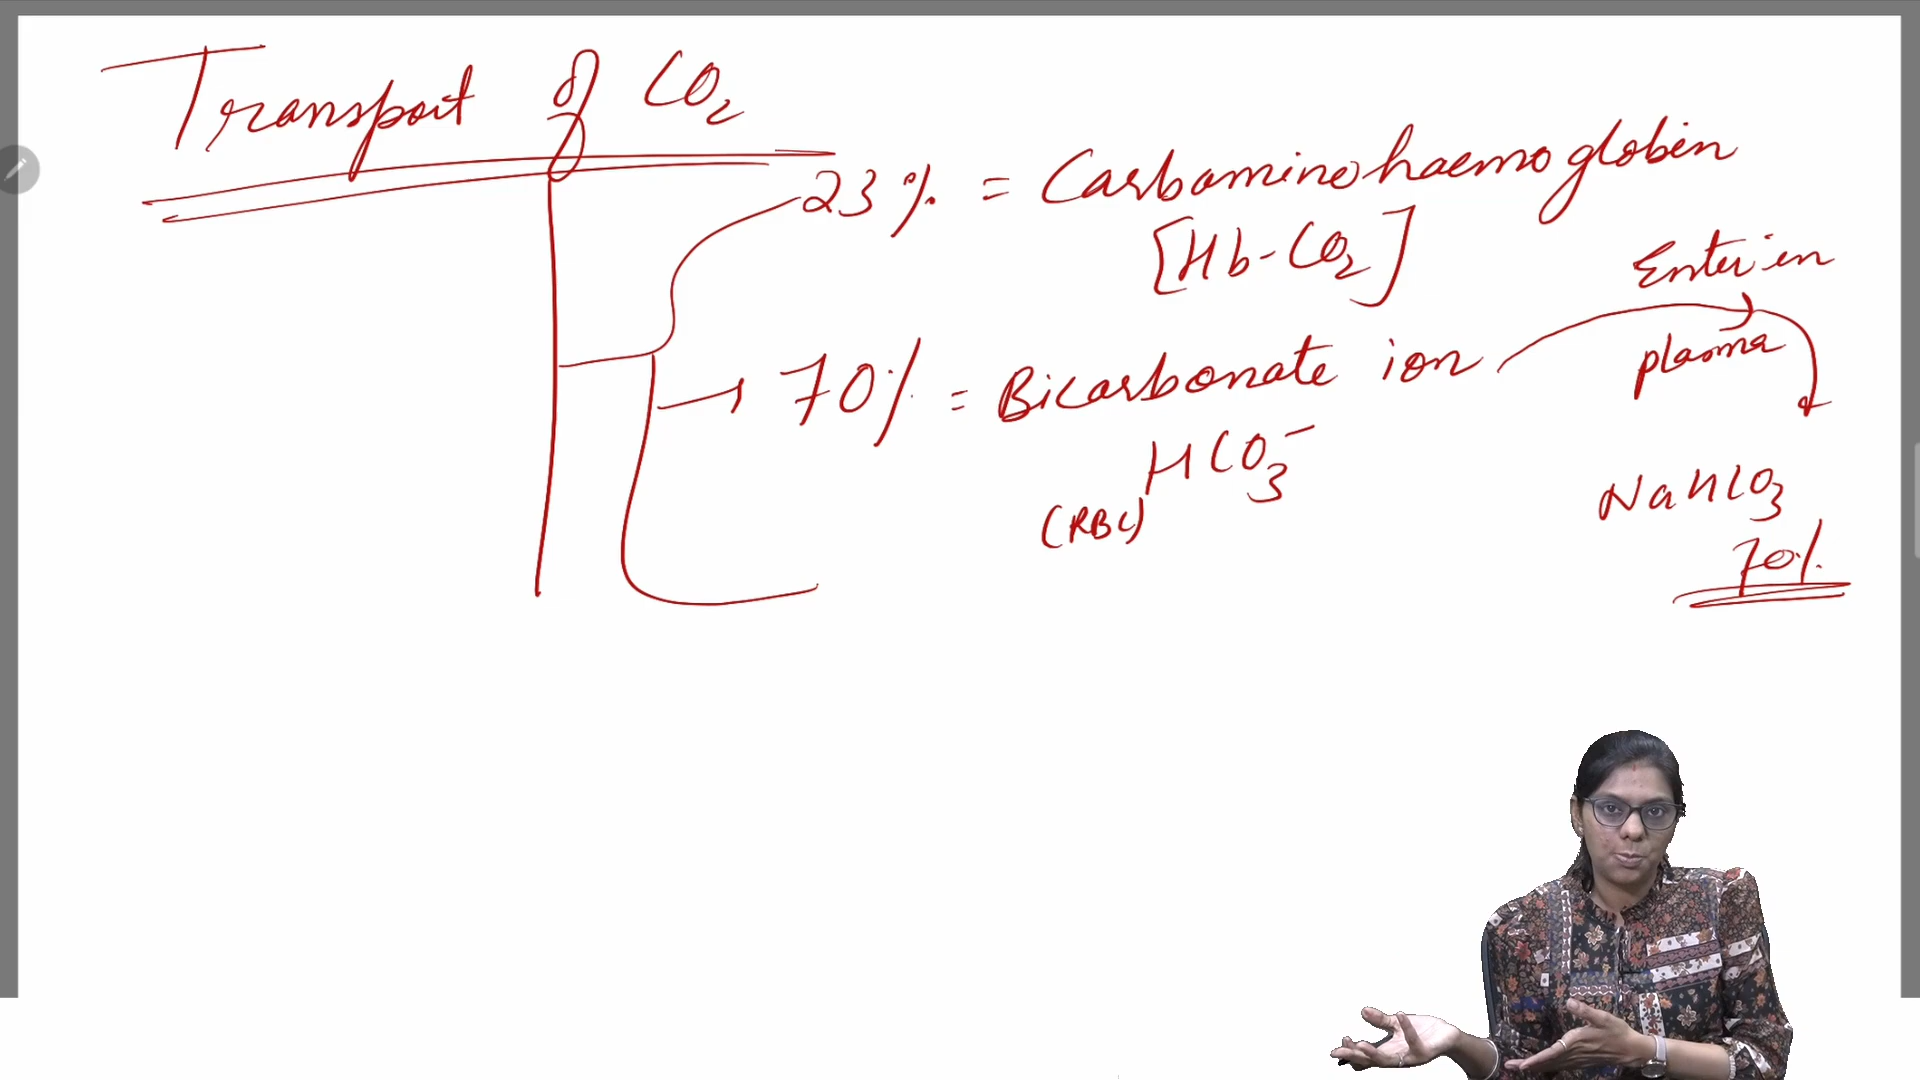 Transport of CO2
23% = Carbaminohaemoglobin
[Hb-CO2]
Enter in
plasma
→ 70% = Bicarbonate ion
HCO3-
(RBC)
NaHCO3
70%